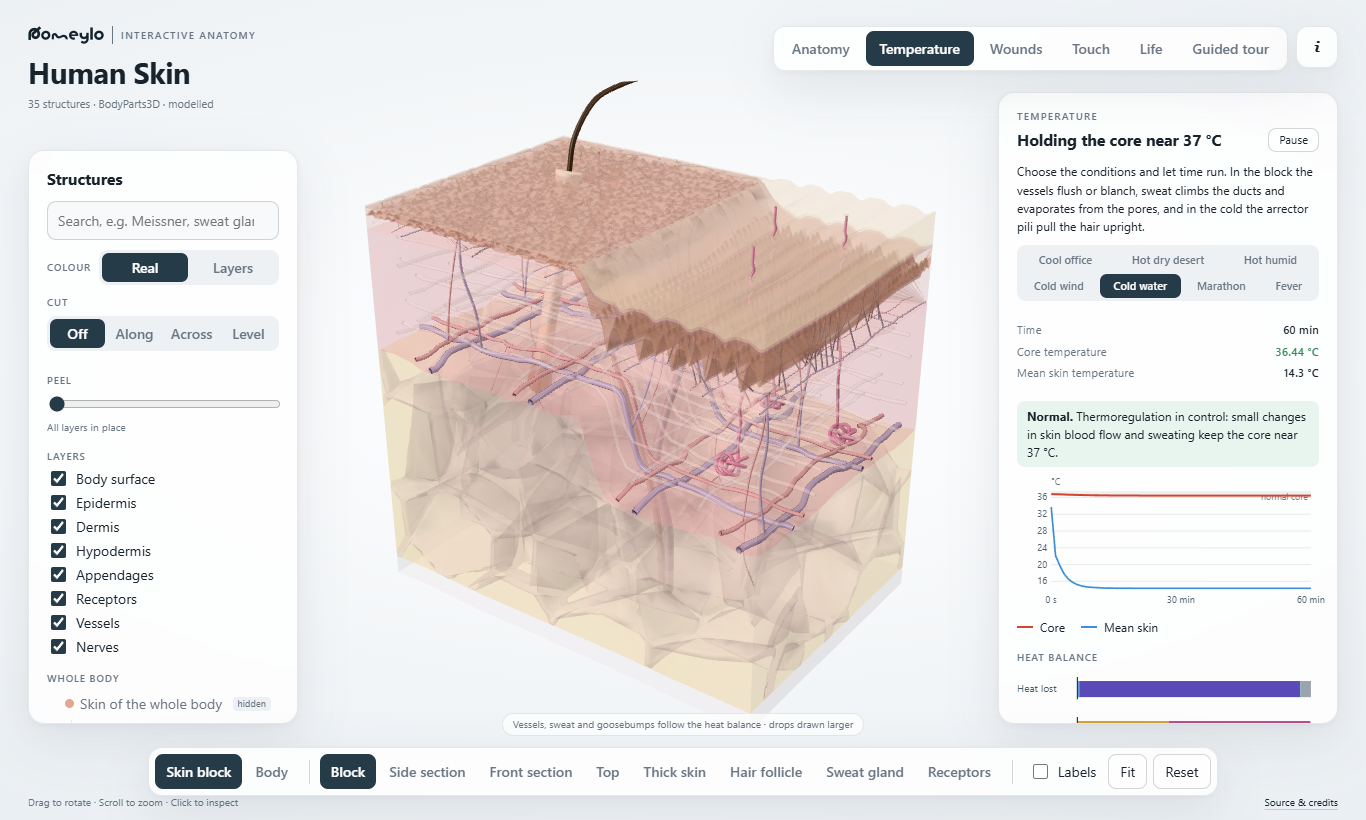 Romeylo
INTERACTIVE ANATOMY
Human Skin
35 structures · BodyParts3D · modelled
Anatomy
Temperature
Wounds
Touch
Life
Guided tour
i
Structures
Search, e.g. Meissner, sweat glan
COLOUR
Real
Layers
CUT
Off
Along
Across
Level
PEEL
All layers in place
LAYERS
Body surface
Epidermis
Dermis
Hypodermis
Appendages
Receptors
Vessels
Nerves
WHOLE BODY
Skin of the whole body
hidden
TEMPERATURE
Holding the core near 37 °C
Pause
Choose the conditions and let time run. In the block the
vessels flush or blanch, sweat climbs the ducts and
evaporates from the pores, and in the cold the arrector
pili pull the hair upright.
Cool office
Hot dry desert
Hot humid
Cold wind
Cold water
Marathon
Fever
Time
60 min
Core temperature
36.44 °C
Mean skin temperature
14.3 °C
Normal. Thermoregulation in control: small changes
in skin blood flow and sweating keep the core near
37 °C.
°C
36
normal core
32
28
24
20
16
0 s
30 min
60 min
Core
Mean skin
HEAT BALANCE
Heat lost
Vessels, sweat and goosebumps follow the heat balance · drops drawn larger
Skin block
Body
Block
Side section
Front section
Top
Thick skin
Hair follicle
Sweat gland
Receptors
Labels
Fit
Reset
Drag to rotate · Scroll to zoom · Click to inspect
Source & credits